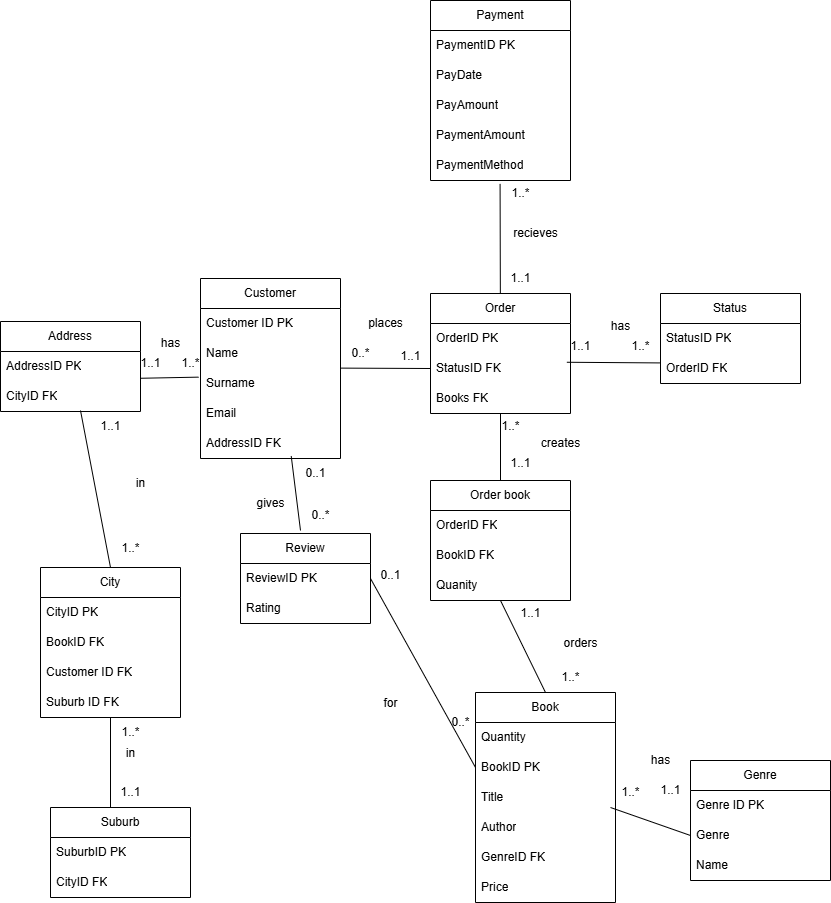 Payment
PaymentID PK
PayDate
PayAmount
PaymentAmount
PaymentMethod
1..*
recieves
1..1
Customer
Customer ID PK
Name
Surname
Email
AddressID FK
places
0..*
1..1
Order
OrderID PK
StatusID FK
Books FK
has
1..1
1..*
Status
StatusID PK
OrderID FK
Address
AddressID PK
CityID FK
has
1..1
1..*
1..1
in
1..*
0..1
gives
0..*
1..*
creates
1..1
Order book
OrderID FK
BookID FK
Quanity
Review
ReviewID PK
Rating
0..1
for
0..*
1..1
orders
1..*
City
CityID PK
BookID FK
Customer ID FK
Suburb ID FK
1..*
in
1..1
Suburb
SuburbID PK
CityID FK
Book
Quantity
BookID PK
Title
Author
GenreID FK
Price
has
1..*
1..1
Genre
Genre ID PK
Genre
Name